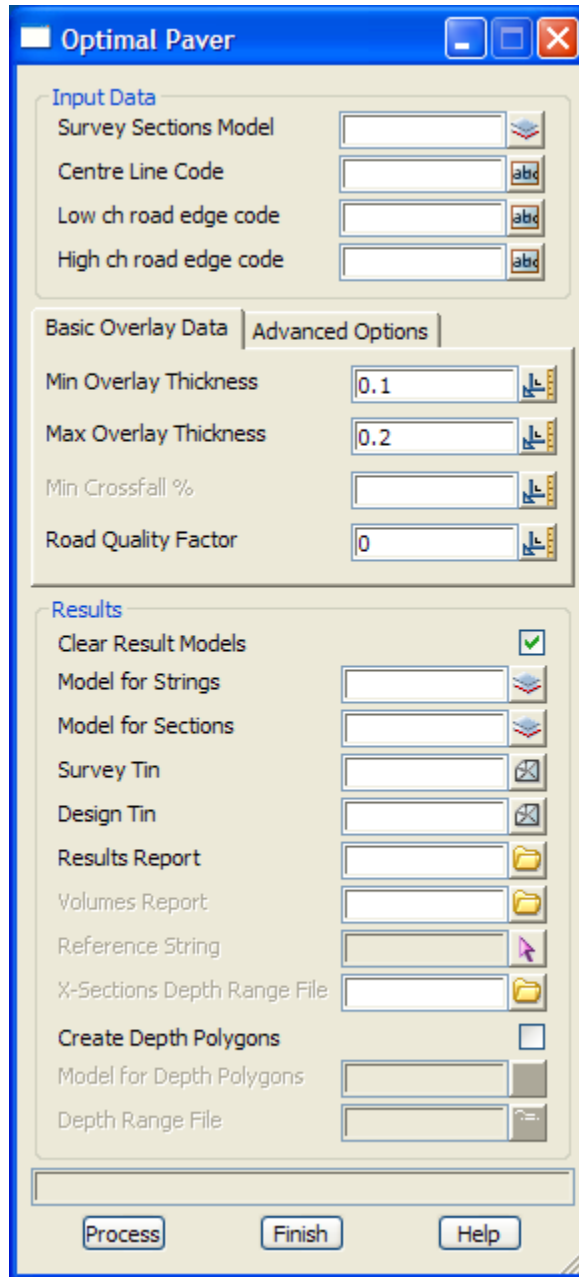 Optimal Paver
Input Data
Survey Sections Model
abc
Centre Line Code
abc
Low ch road edge code
abc
High ch road edge code
Basic Overlay Data Advanced Options
Min Overlay Thickness 0.1
Max Overlay Thickness 0.2
Min Crossfall %
Road Quality Factor 0
Results
Clear Result Models
Model for Strings
Model for Sections
Survey Tin
Design Tin
Results Report
Volumes Report
Reference String
X-Sections Depth Range File
Create Depth Polygons
Model for Depth Polygons
Depth Range File
Process Finish Help